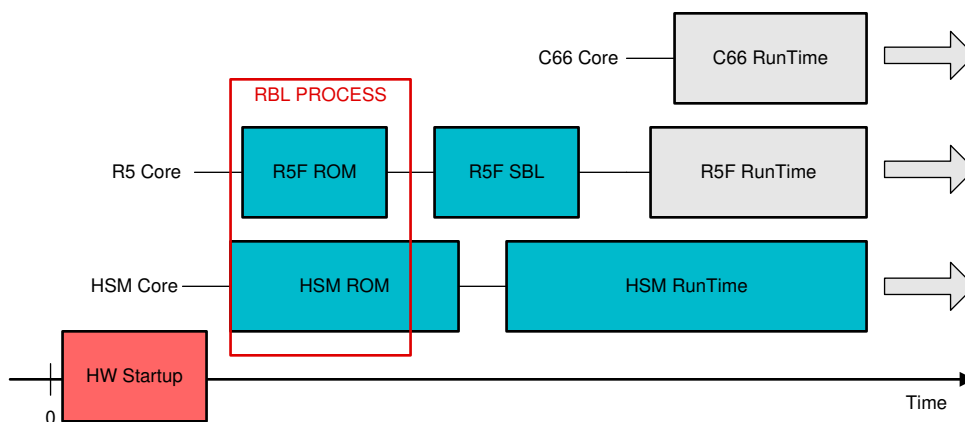 C66 Core
C66 RunTime
RBL PROCESS
R5 Core
R5F ROM
R5F SBL
R5F RunTime
HSM Core
HSM ROM
HSM RunTime
HW Startup
0
Time